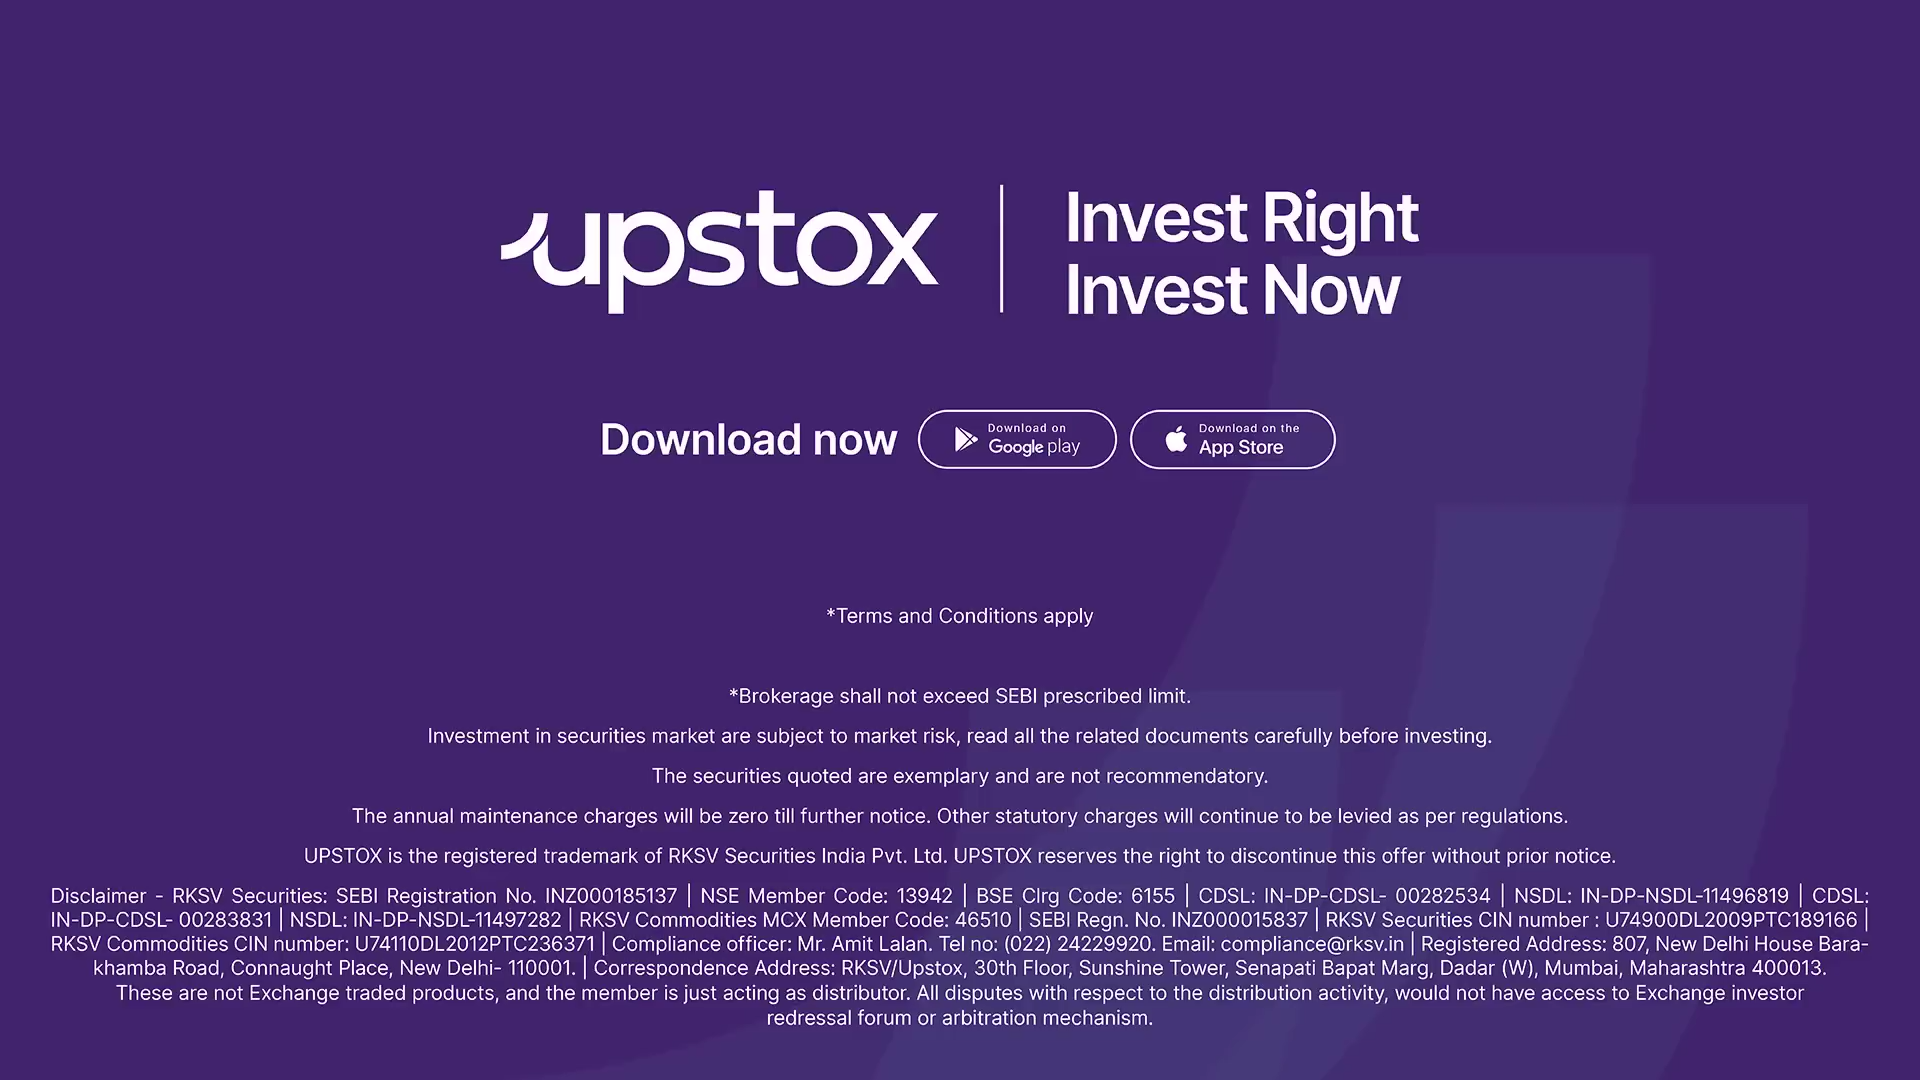 upstox
Invest Right
Invest Now
Download now
Download on
Google play
Download on the
App Store
*Terms and Conditions apply
*Brokerage shall not exceed SEBI prescribed limit.
Investment in securities market are subject to market risk, read all the related documents carefully before investing.
The securities quoted are exemplary and are not recommendatory.
The annual maintenance charges will be zero till further notice. Other statutory charges will continue to be levied as per regulations.
UPSTOX is the registered trademark of RKSV Securities India Pvt. Ltd. UPSTOX reserves the right to discontinue this offer without prior notice.
Disclaimer - RKSV Securities: SEBI Registration No. INZ000185137 | NSE Member Code: 13942 | BSE Clrg Code: 6155 | CDSL: IN-DP-CDSL- 00282534 | NSDL: IN-DP-NSDL-11496819 | CDSL:
IN-DP-CDSL- 00283831 | NSDL: IN-DP-NSDL-11497282 | RKSV Commodities MCX Member Code: 46510 | SEBI Regn. No. INZ000015837 | RKSV Securities CIN number : U74900DL2009PTC189166 |
RKSV Commodities CIN number: U74110DL2012PTC236371 | Compliance officer: Mr. Amit Lalan. Tel no: (022) 24229920. Email: compliance@rksv.in | Registered Address: 807, New Delhi House Bara-
khamba Road, Connaught Place, New Delhi- 110001. | Correspondence Address: RKSV/Upstox, 30th Floor, Sunshine Tower, Senapati Bapat Marg, Dadar (W), Mumbai, Maharashtra 400013.
These are not Exchange traded products, and the member is just acting as distributor. All disputes with respect to the distribution activity, would not have access to Exchange investor
redressal forum or arbitration mechanism.